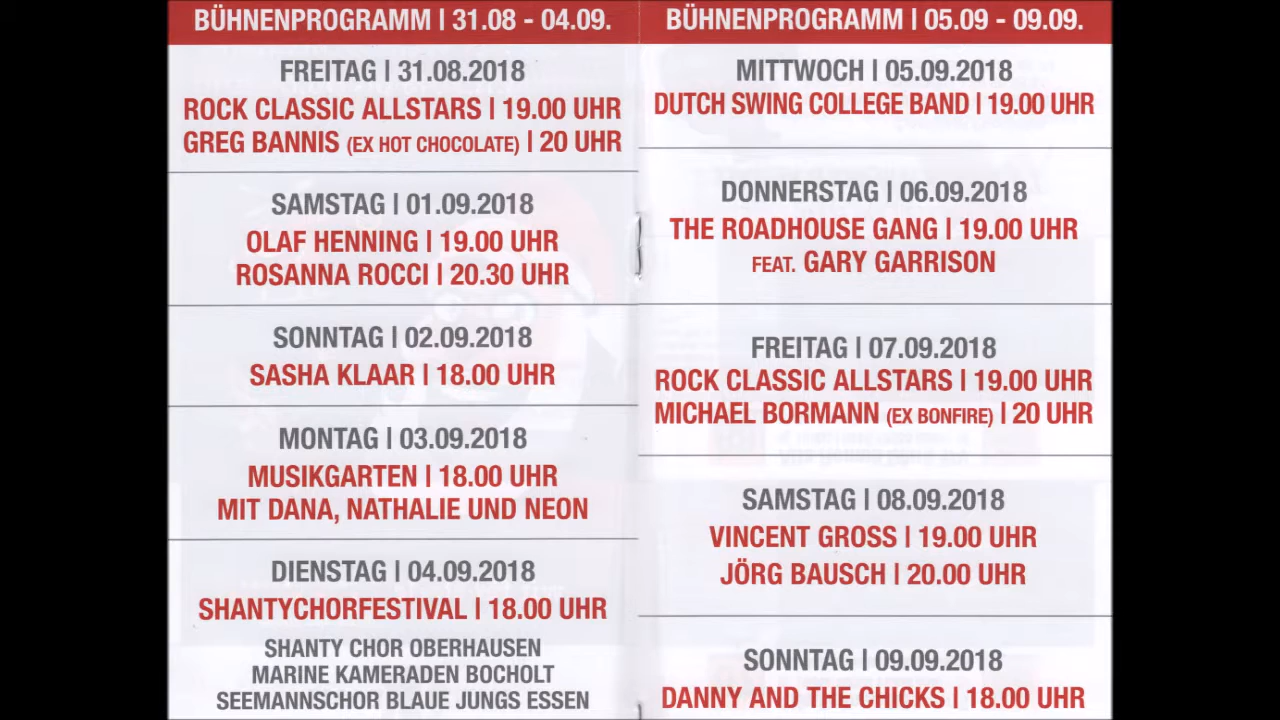 BÜHNENPROGRAMM | 31.08 - 04.09.
FREITAG | 31.08.2018
ROCK CLASSIC ALLSTARS | 19.00 UHR
GREG BANNIS (EX HOT CHOCOLATE) | 20 UHR
SAMSTAG | 01.09.2018
OLAF HENNING | 19.00 UHR
ROSANNA ROCCI | 20.30 UHR
SONNTAG | 02.09.2018
SASHA KLAAR | 18.00 UHR
MONTAG | 03.09.2018
MUSIKGARTEN | 18.00 UHR
MIT DANA, NATHALIE UND NEON
DIENSTAG | 04.09.2018
SHANTYCHORFESTIVAL | 18.00 UHR
SHANTY CHOR OBERHAUSEN
MARINE KAMERADEN BOCHOLT
SEEMANNSCHOR BLAUE JUNGS ESSEN
BÜHNENPROGRAMM | 05.09 - 09.09.
MITTWOCH | 05.09.2018
DUTCH SWING COLLEGE BAND | 19.00 UHR
DONNERSTAG | 06.09.2018
THE ROADHOUSE GANG | 19.00 UHR
FEAT. GARY GARRISON
FREITAG | 07.09.2018
ROCK CLASSIC ALLSTARS | 19.00 UHR
MICHAEL BORMANN (EX BONFIRE) | 20 UHR
SAMSTAG | 08.09.2018
VINCENT GROSS | 19.00 UHR
JÖRG BAUSCH | 20.00 UHR
SONNTAG | 09.09.2018
DANNY AND THE CHICKS | 18.00 UHR